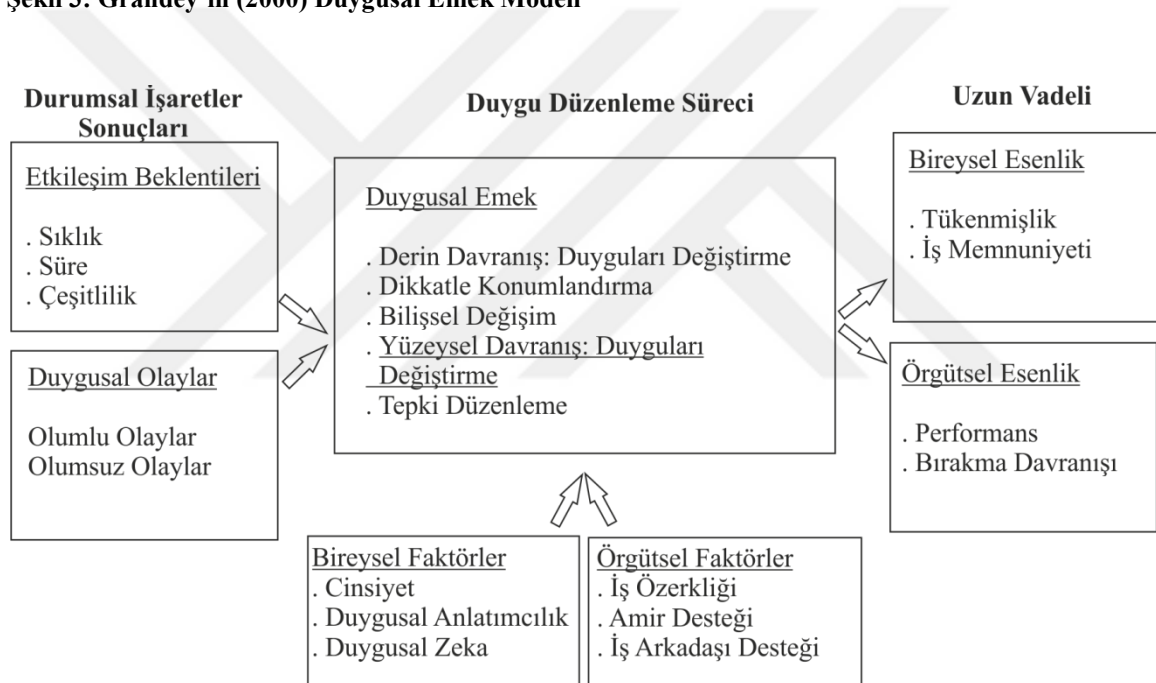 Şekil 3: Grandey'in (2000) Duygusal Emek Modeli
Durumsal İşaretler
Sonuçları
Duygu Düzenleme Süreci
Uzun Vadeli
Etkileşim Beklentileri
. Sıklık
. Süre
. Çeşitlilik
Duygusal Olaylar
Olumlu Olaylar
Olumsuz Olaylar
Duygusal Emek
. Derin Davranış: Duyguları Değiştirme
. Dikkatle Konumlandırma
. Bilişsel Değişim
. Yüzeysel Davranış: Duyguları
Değiştirme
. Tepki Düzenleme
Bireysel Esenlik
. Tükenmişlik
. İş Memnuniyeti
Örgütsel Esenlik
. Performans
. Bırakma Davranışı
Bireysel Faktörler
. Cinsiyet
. Duygusal Anlatımcılık
. Duygusal Zeka
Örgütsel Faktörler
. İş Özerkliği
. Amir Desteği
. İş Arkadaşı Desteği